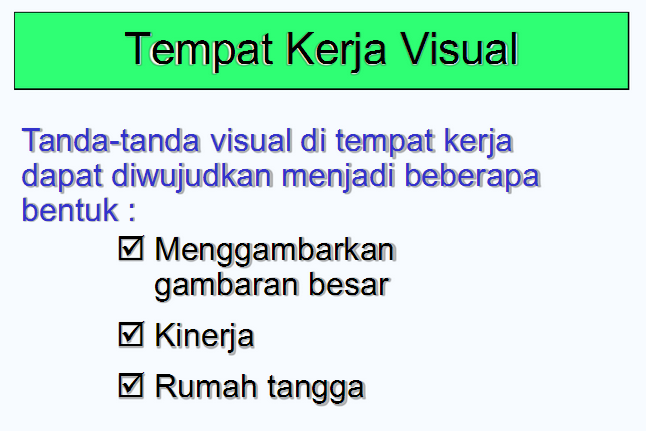 Tempat Kerja Visual
Tanda-tanda visual di tempat kerja
dapat diwujudkan menjadi beberapa
bentuk :
☑ Menggambarkan
gambaran besar
☑ Kinerja
☑ Rumah tangga